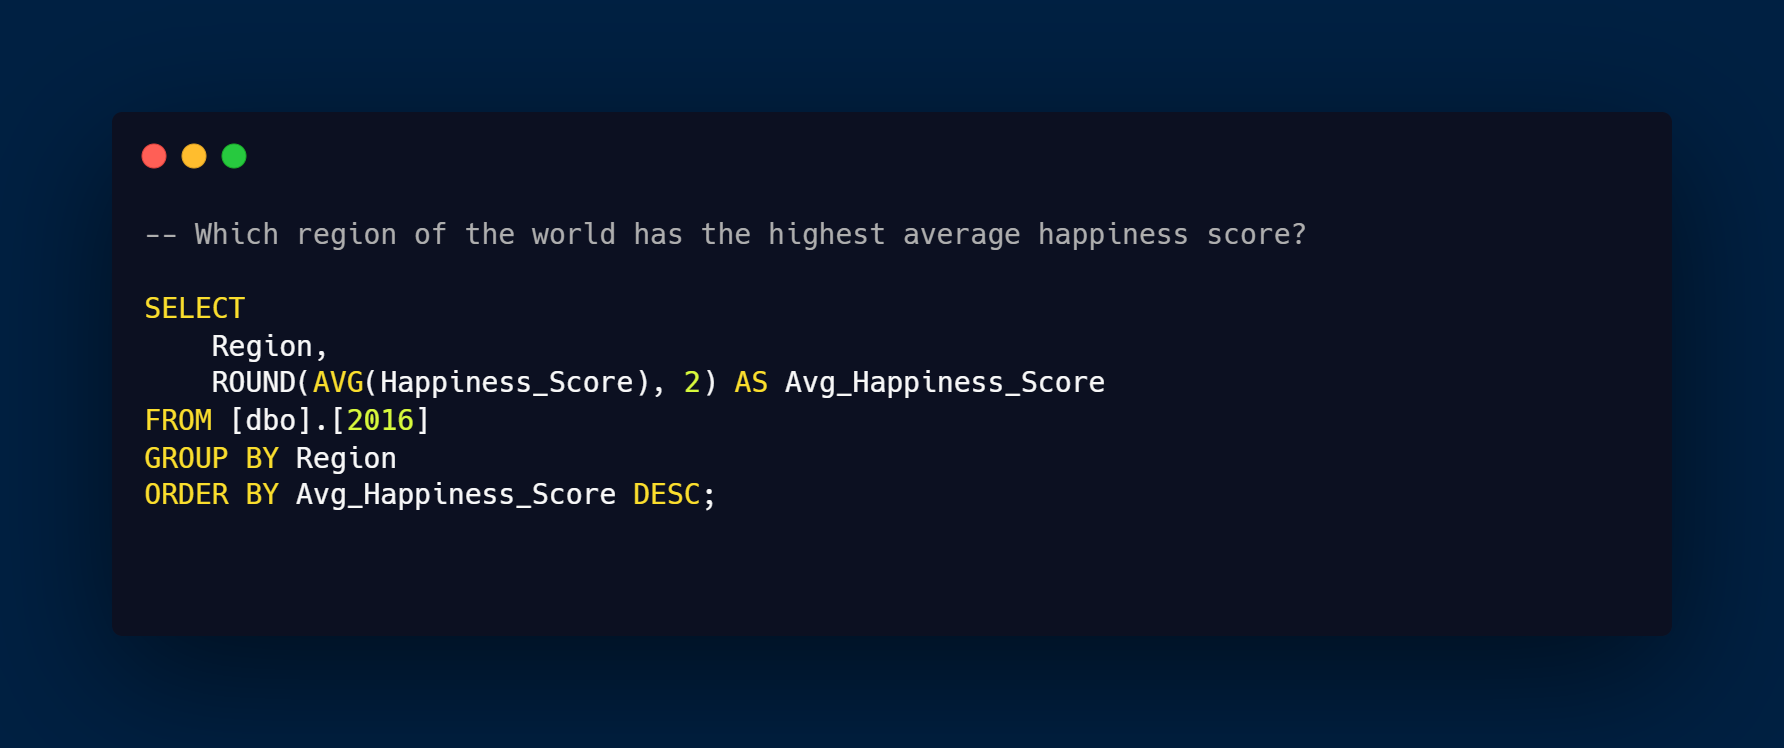 -- Which region of the world has the highest average happiness score?
SELECT
    Region,
    ROUND(AVG(Happiness_Score), 2) AS Avg_Happiness_Score
FROM [dbo].[2016]
GROUP BY Region
ORDER BY Avg_Happiness_Score DESC;